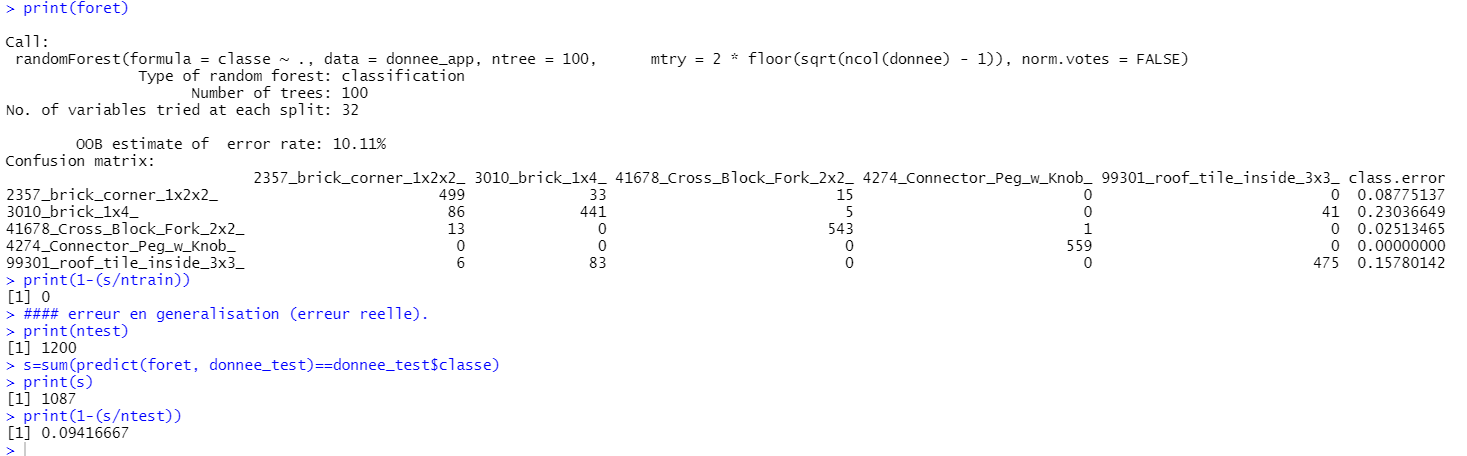 > print(foret)
Call:
randomForest(formula = classe ~ ., data = donnee_app, ntree = 100,      mtry = 2 * floor(sqrt(ncol(donnee) - 1)), norm.votes = FALSE)
Type of random forest: classification
Number of trees: 100
No. of variables tried at each split: 32
OOB estimate of  error rate: 10.11%
Confusion matrix:
2357_brick_corner_1x2x2_ 3010_brick_1x4_ 41678_Cross_Block_Fork_2x2_ 4274_Connector_Peg_w_Knob_ 99301_roof_tile_inside_3x3_ class.error
2357_brick_corner_1x2x2_ 499 33 15 0 0 0.08775137
3010_brick_1x4_ 86 441 5 0 41 0.23036649
41678_Cross_Block_Fork_2x2_ 13 0 543 1 0 0.02513465
4274_Connector_Peg_w_Knob_ 0 0 0 559 0 0.00000000
99301_roof_tile_inside_3x3_ 6 83 0 0 475 0.15780142
> print(1-(s/ntrain))
[1] 0
> #### erreur en generalisation (erreur reelle).
> print(ntest)
[1] 1200
> s=sum(predict(foret, donnee_test)==donnee_test$classe)
> print(s)
[1] 1087
> print(1-(s/ntest))
[1] 0.09416667
>